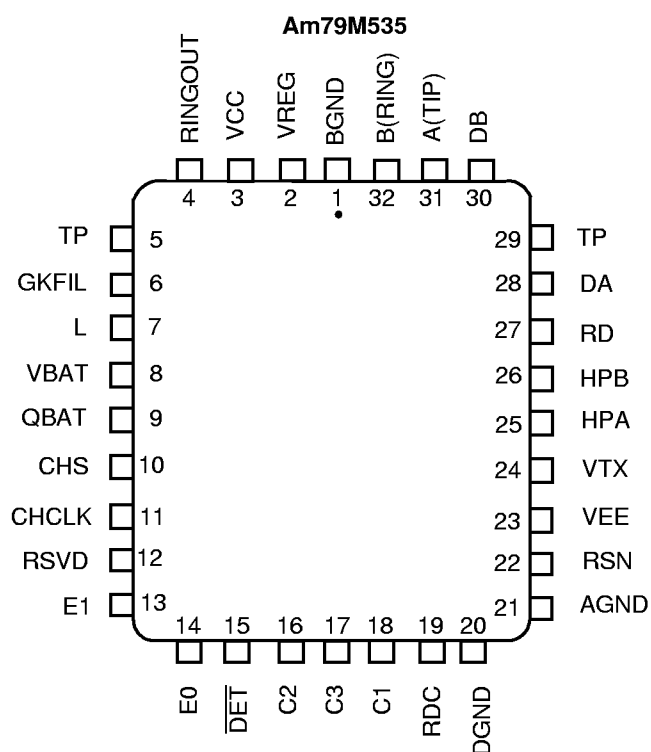 Am79M535
RINGOUT
VCC
VREG
BGND
B(RING)
A(TIP)
DB
4 3 2 1 32 31 30
TP 5 29 TP
GKFIL 6 28 DA
L 7 27 RD
VBAT 8 26 HPB
QBAT 9 25 HPA
CHS 10 24 VTX
CHCLK 11 23 VEE
RSVD 12 22 RSN
E1 13 21 AGND
14 15 16 17 18 19 20
E0
DET
C2
C3
C1
RDC
DGND